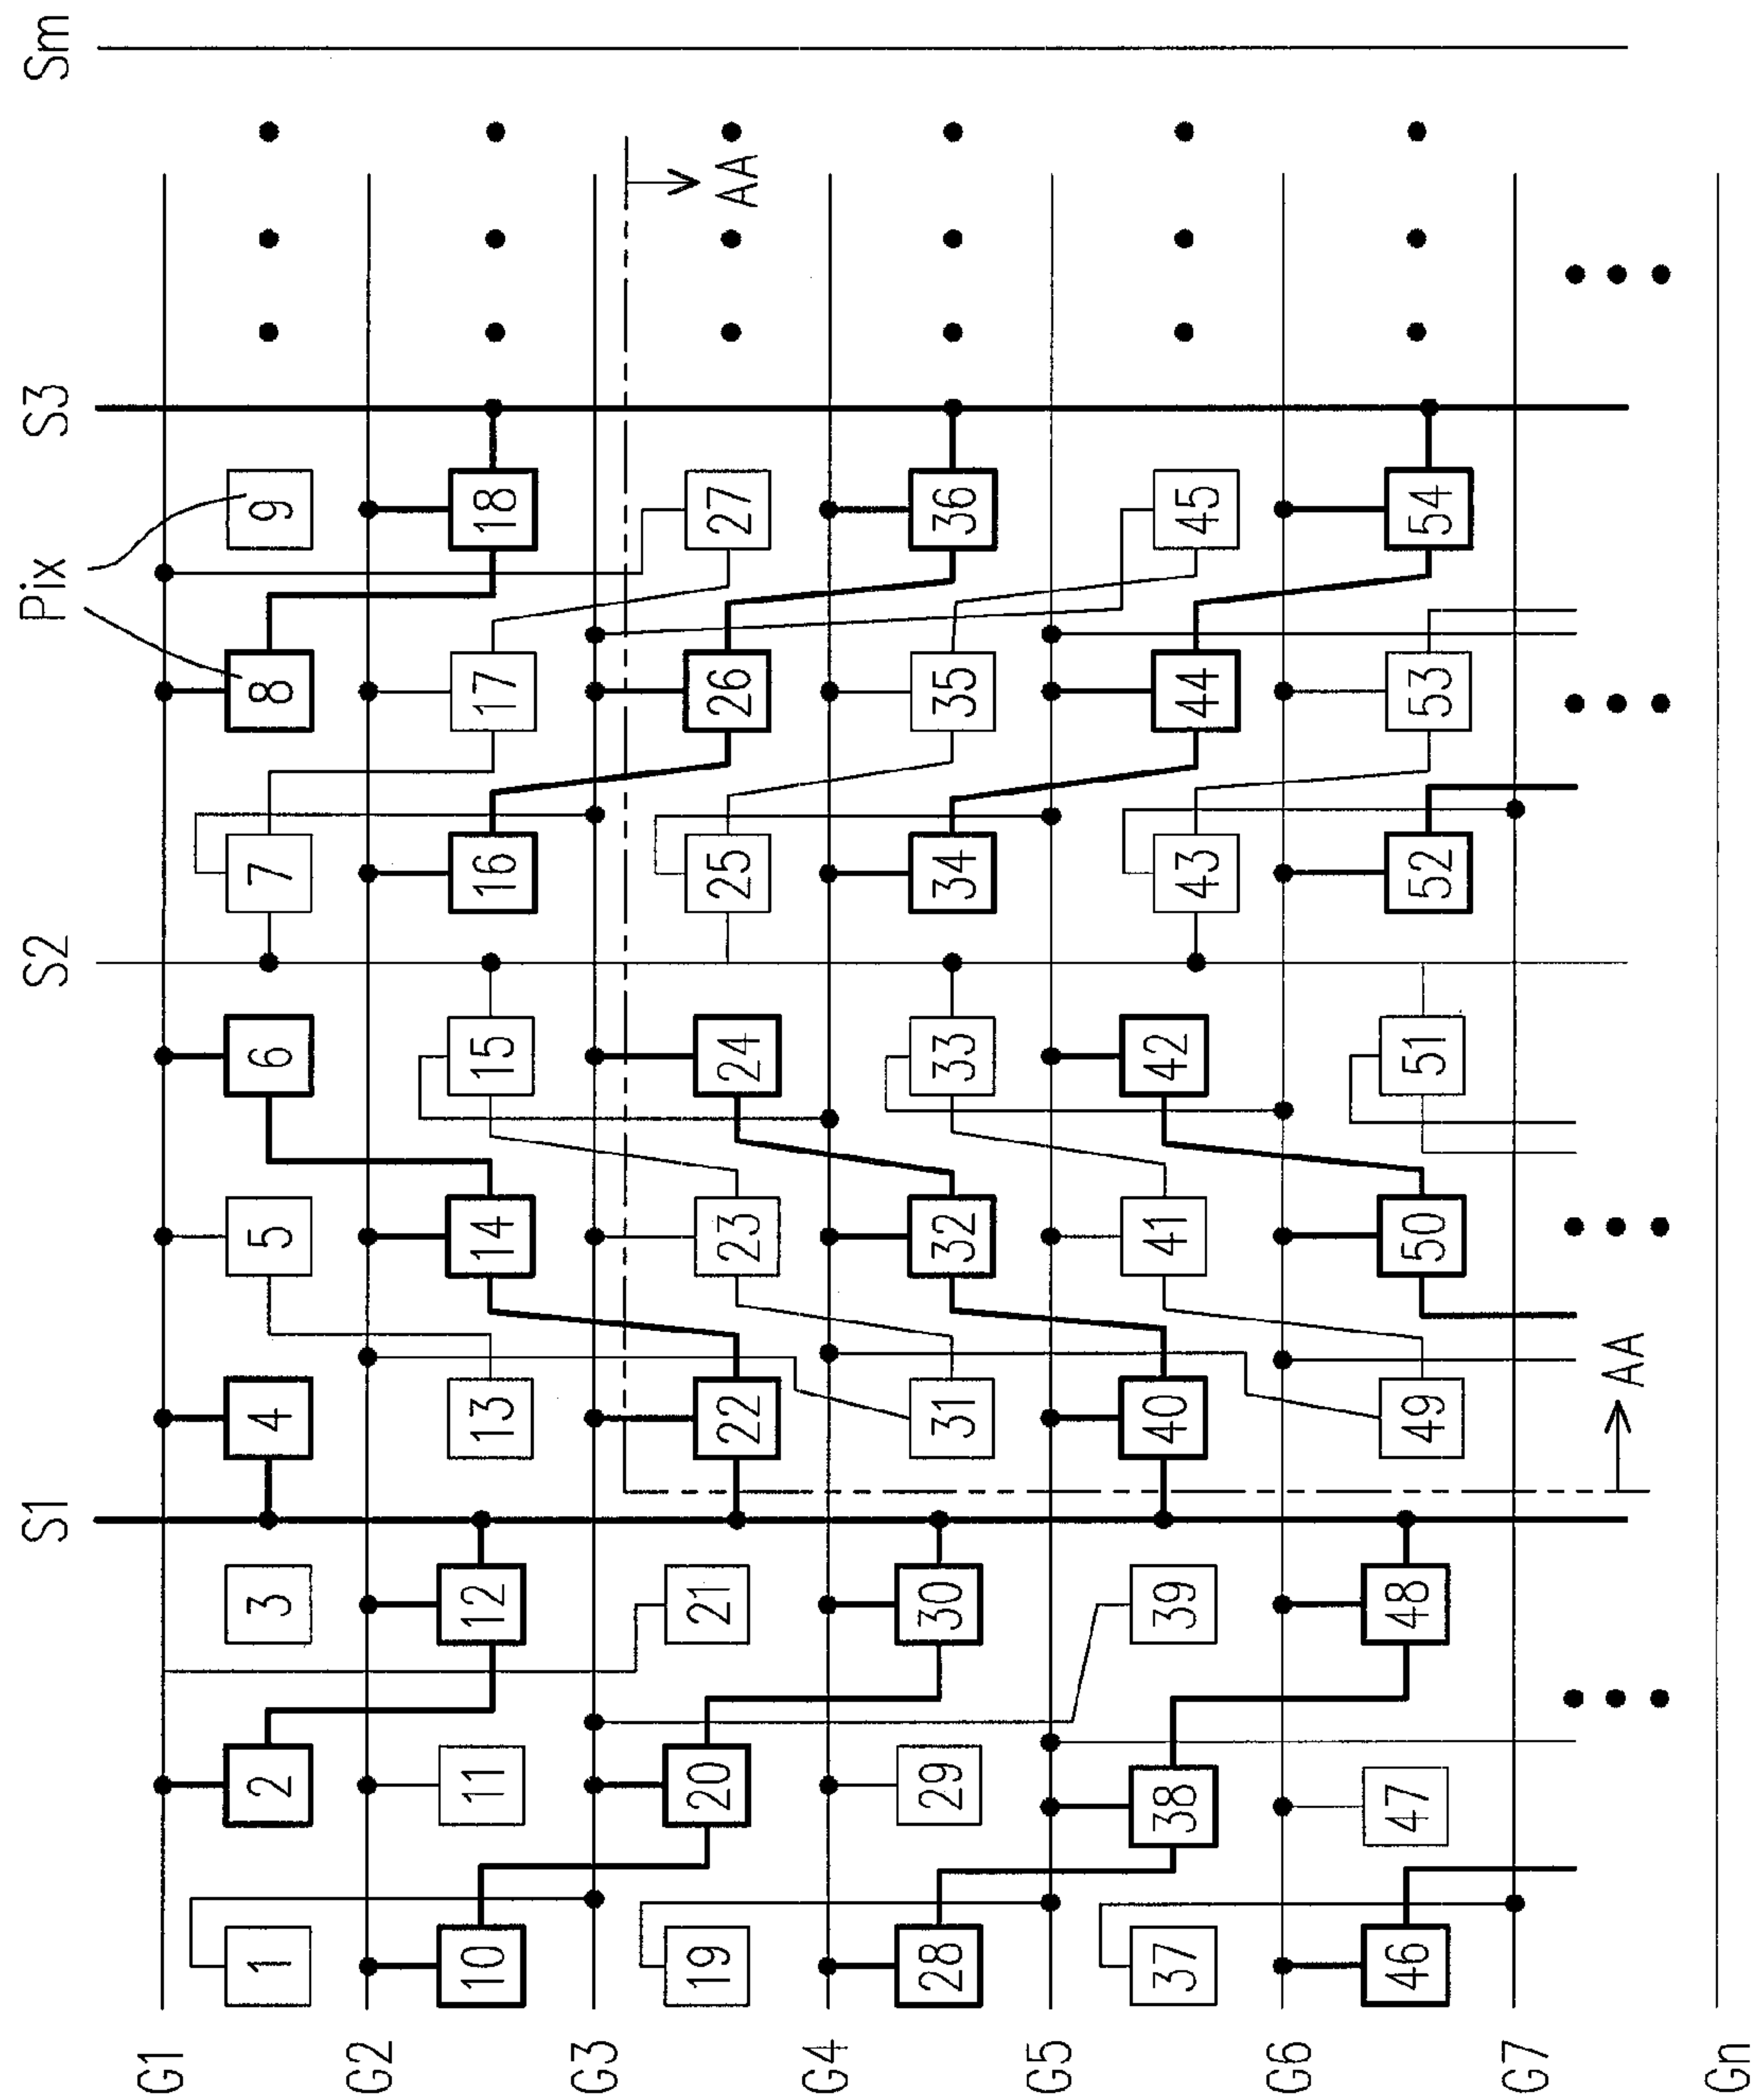 S1 S2 Pix S3 Sm
G1
1 2 3 4 5 6 7 8 9
G2
10 11 12 13 14 15 16 17 18
G3
19 20 21 22 23 24 25 26 27 AA
G4
28 29 30 31 32 33 34 35 36
G5
37 38 39 40 41 42 43 44 45
G6
46 47 48 49 50 51 52 53 54
G7
AA
Gn